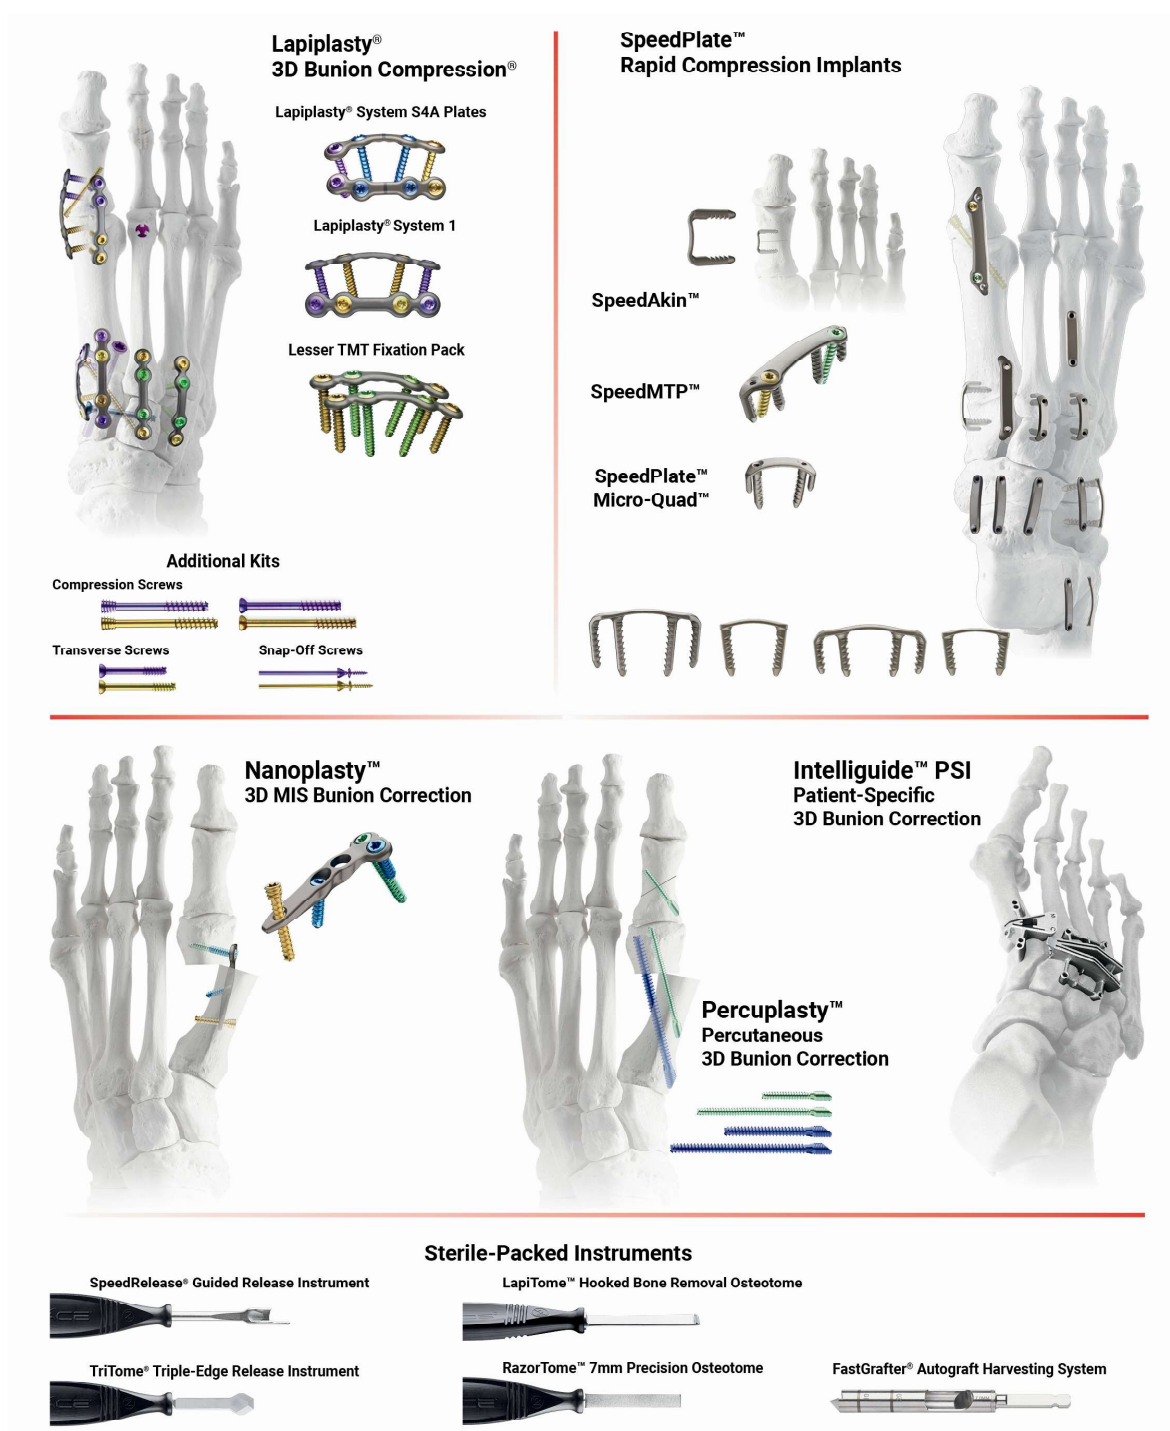 Lapiplasty®
3D Bunion Compression®
Lapiplasty® System S4A Plates
Lapiplasty® System 1
Lesser TMT Fixation Pack
Additional Kits
Compression Screws
Transverse Screws
Snap-Off Screws
SpeedPlate™
Rapid Compression Implants
SpeedAkin™
SpeedMTP™
SpeedPlate™
Micro-Quad™
Nanoplasty™
3D MIS Bunion Correction
Percuplasty™
Percutaneous
3D Bunion Correction
Intelliguide™ PSI
Patient-Specific
3D Bunion Correction
Sterile-Packed Instruments
SpeedRelease® Guided Release Instrument
LapiTome™ Hooked Bone Removal Osteotome
TriTome® Triple-Edge Release Instrument
RazorTome™ 7mm Precision Osteotome
FastGrafter® Autograft Harvesting System